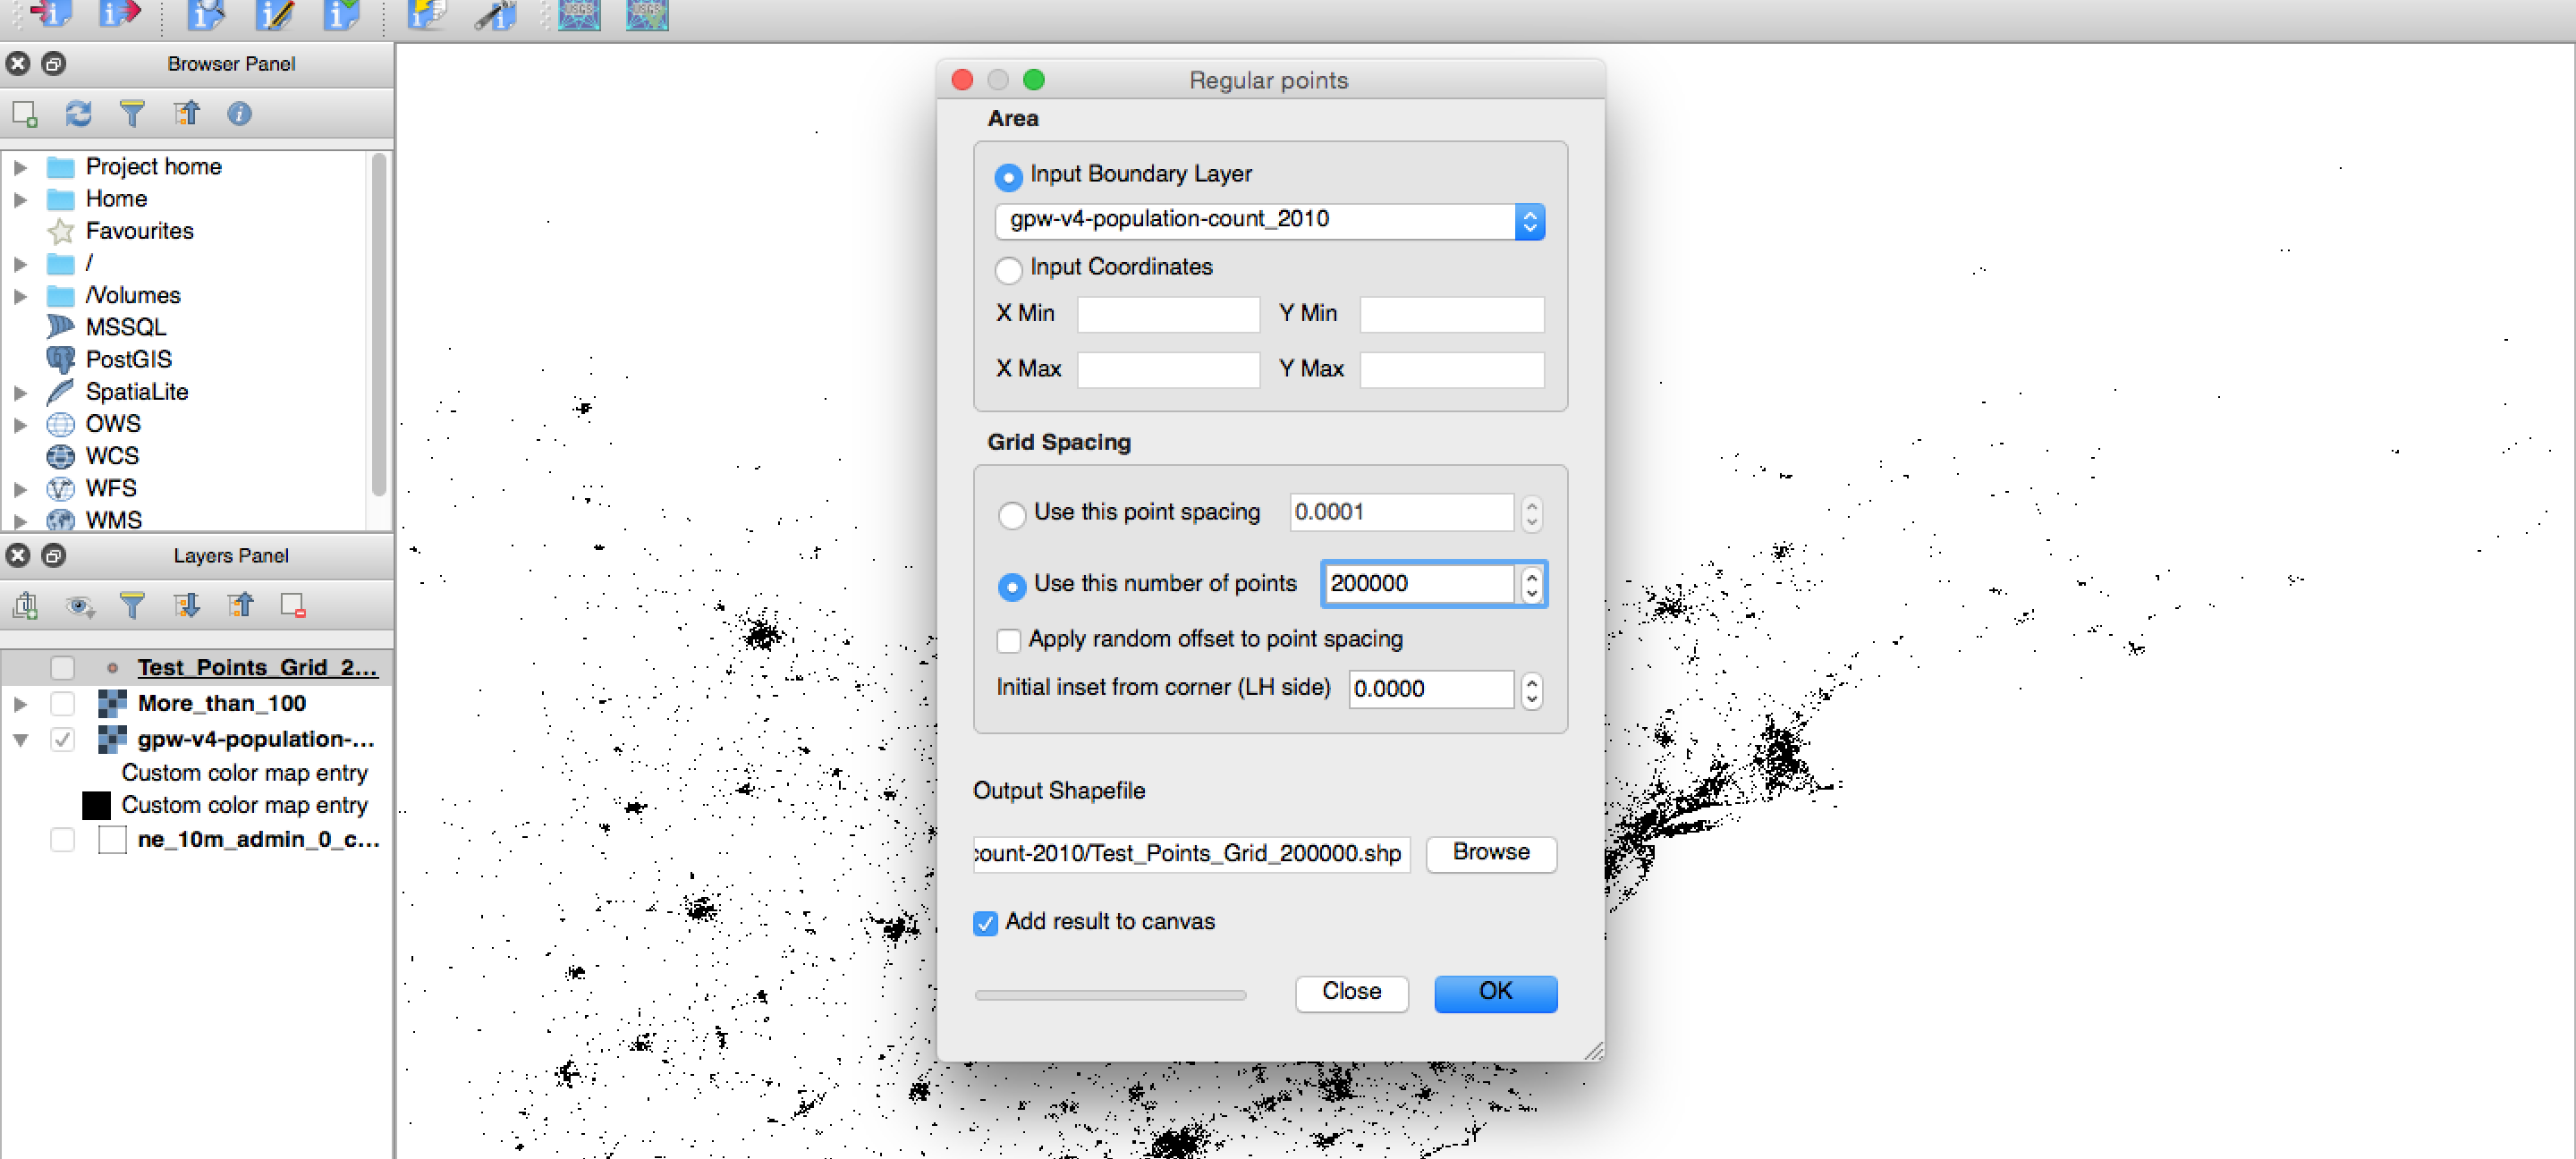 USGS USGS
Browser Panel
Project home
Home
Favourites
/
/Volumes
MSSQL
PostGIS
SpatiaLite
OWS
WCS
WFS
WMS
Layers Panel
Test_Points_Grid_2...
More_than_100
gpw-v4-population-...
Custom color map entry
Custom color map entry
ne_10m_admin_0_c...
Regular points
Area
Input Boundary Layer
gpw-v4-population-count_2010
Input Coordinates
X Min Y Min
X Max Y Max
Grid Spacing
Use this point spacing 0.0001
Use this number of points 200000
Apply random offset to point spacing
Initial inset from corner (LH side) 0.0000
Output Shapefile
count-2010/Test_Points_Grid_200000.shp Browse
Add result to canvas
Close OK